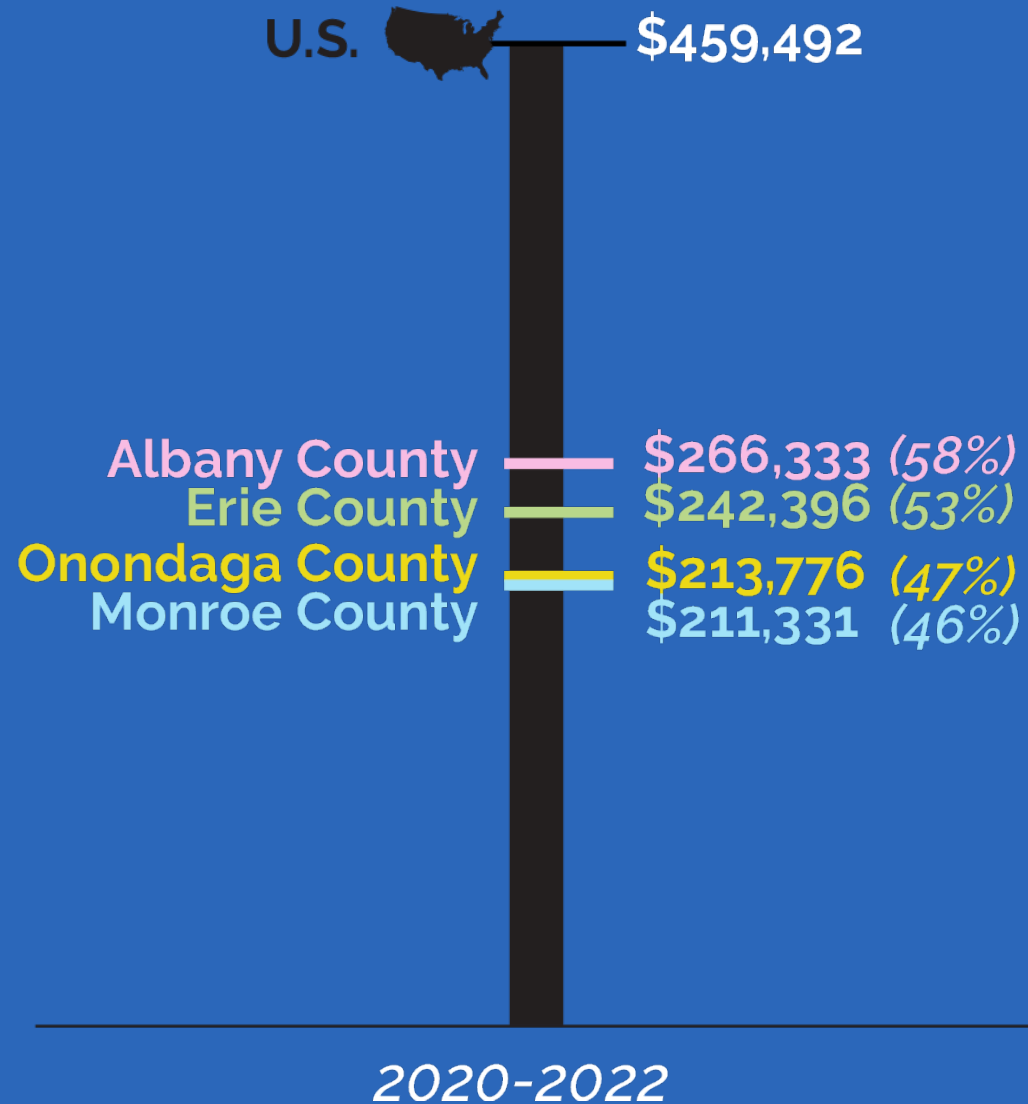 U.S. $459,492
Albany County $266,333 (58%)
Erie County $242,396 (53%)
Onondaga County $213,776 (47%)
Monroe County $211,331 (46%)
2020-2022